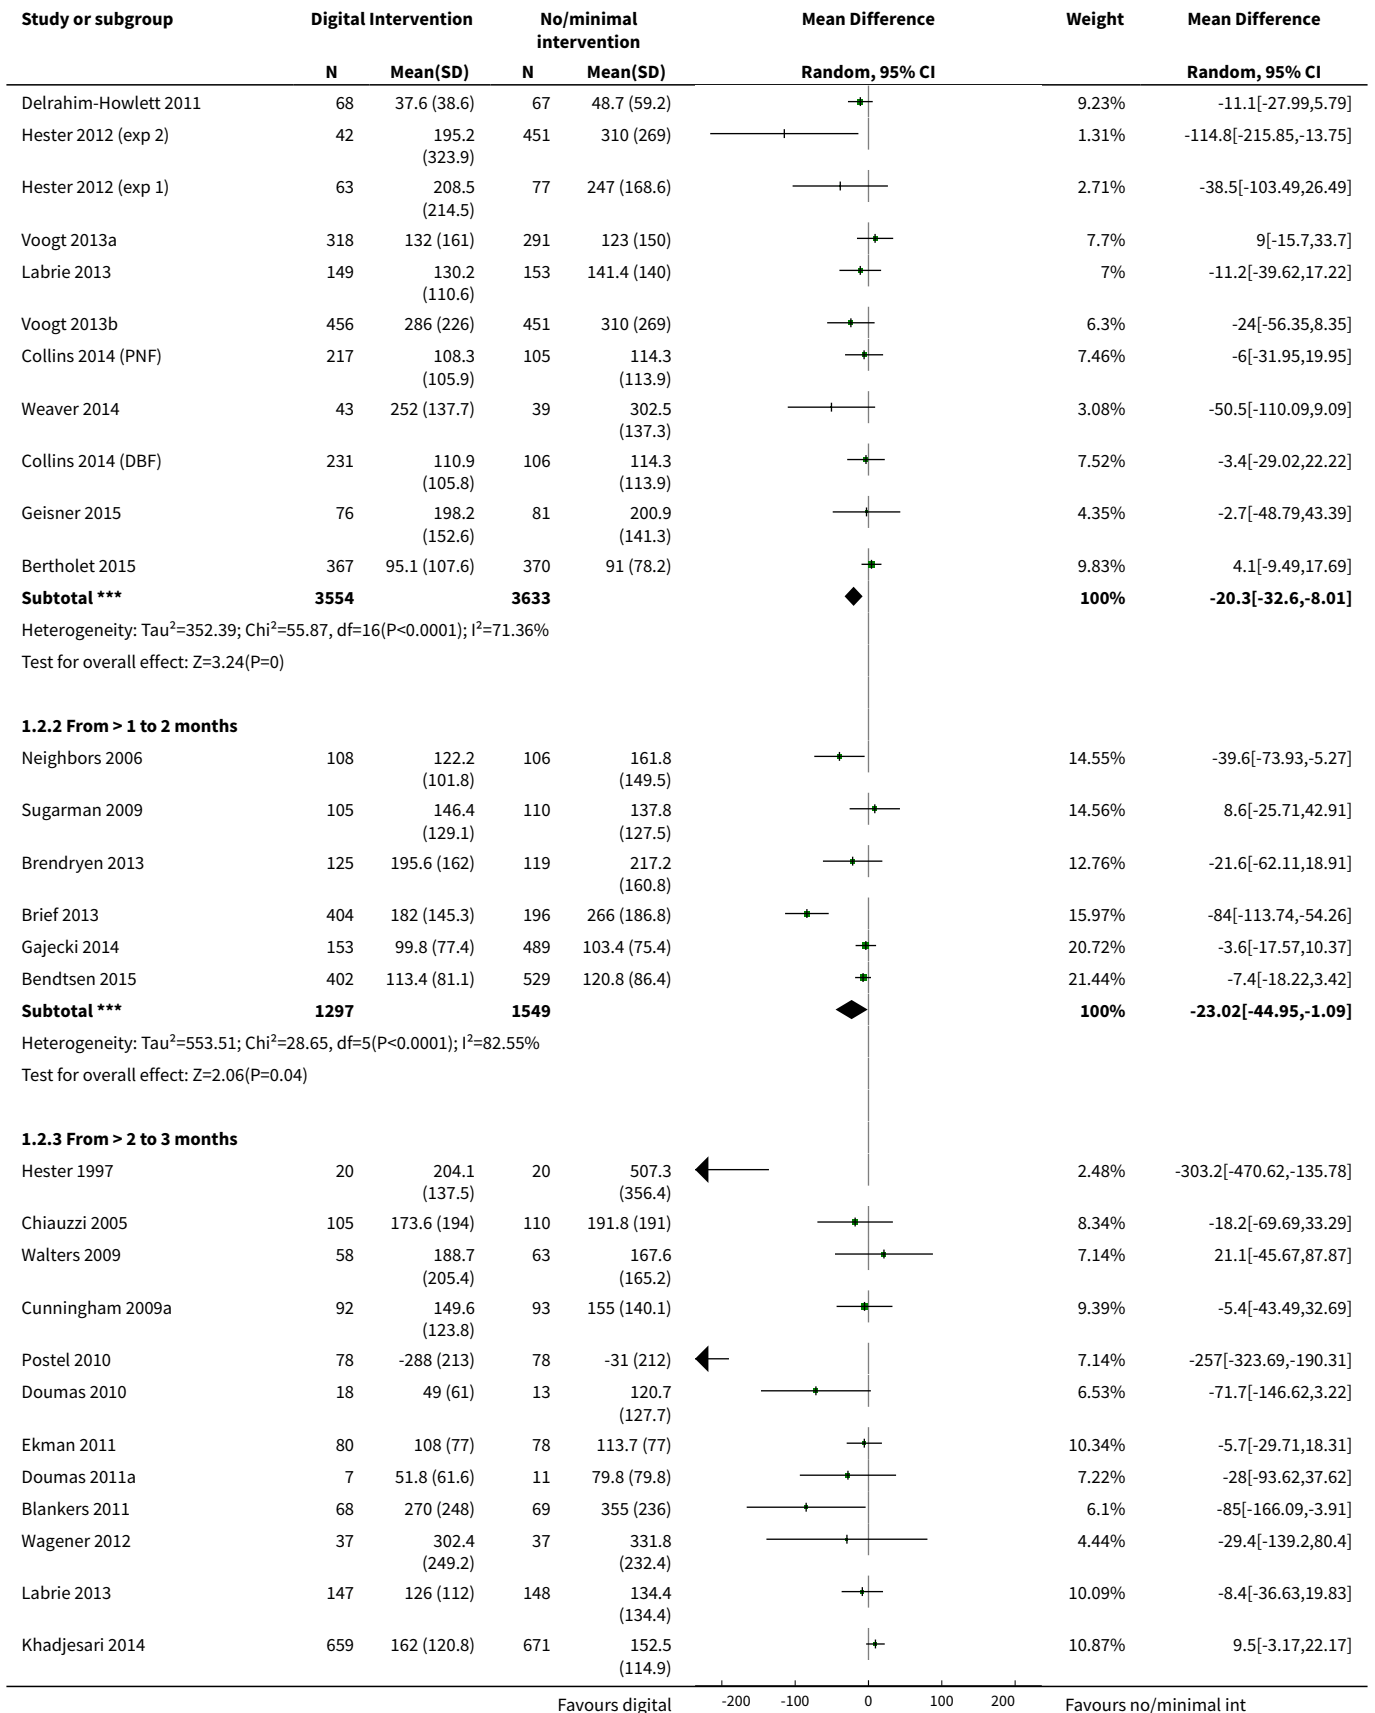 Study or subgroup Digital Intervention No/minimal intervention Mean Difference Weight Mean Difference
N Mean(SD) N Mean(SD) Random, 95% CI Random, 95% CI
Delrahim-Howlett 2011 68 37.6 (38.6) 67 48.7 (59.2) 9.23% -11.1[-27.99,5.79]
Hester 2012 (exp 2) 42 195.2 (323.9) 451 310 (269) 1.31% -114.8[-215.85,-13.75]
Hester 2012 (exp 1) 63 208.5 (214.5) 77 247 (168.6) 2.71% -38.5[-103.49,26.49]
Voogt 2013a 318 132 (161) 291 123 (150) 7.7% 9[-15.7,33.7]
Labrie 2013 149 130.2 (110.6) 153 141.4 (140) 7% -11.2[-39.62,17.22]
Voogt 2013b 456 286 (226) 451 310 (269) 6.3% -24[-56.35,8.35]
Collins 2014 (PNF) 217 108.3 (105.9) 105 114.3 (113.9) 7.46% -6[-31.95,19.95]
Weaver 2014 43 252 (137.7) 39 302.5 (137.3) 3.08% -50.5[-110.09,9.09]
Collins 2014 (DBF) 231 110.9 (105.8) 106 114.3 (113.9) 7.52% -3.4[-29.02,22.22]
Geisner 2015 76 198.2 (152.6) 81 200.9 (141.3) 4.35% -2.7[-48.79,43.39]
Bertholet 2015 367 95.1 (107.6) 370 91 (78.2) 9.83% 4.1[-9.49,17.69]
Subtotal *** 3554 3633 100% -20.3[-32.6,-8.01]
Heterogeneity: Tau²=352.39; Chi²=55.87, df=16(P<0.0001); I²=71.36%
Test for overall effect: Z=3.24(P=0)
1.2.2 From > 1 to 2 months
Neighbors 2006 108 122.2 (101.8) 106 161.8 (149.5) 14.55% -39.6[-73.93,-5.27]
Sugarman 2009 105 146.4 (129.1) 110 137.8 (127.5) 14.56% 8.6[-25.71,42.91]
Brendryen 2013 125 195.6 (162) 119 217.2 (160.8) 12.76% -21.6[-62.11,18.91]
Brief 2013 404 182 (145.3) 196 266 (186.8) 15.97% -84[-113.74,-54.26]
Gajecki 2014 153 99.8 (77.4) 489 103.4 (75.4) 20.72% -3.6[-17.57,10.37]
Bendtsen 2015 402 113.4 (81.1) 529 120.8 (86.4) 21.44% -7.4[-18.22,3.42]
Subtotal *** 1297 1549 100% -23.02[-44.95,-1.09]
Heterogeneity: Tau²=553.51; Chi²=28.65, df=5(P<0.0001); I²=82.55%
Test for overall effect: Z=2.06(P=0.04)
1.2.3 From > 2 to 3 months
Hester 1997 20 204.1 (137.5) 20 507.3 (356.4) 2.48% -303.2[-470.62,-135.78]
Chiauzzi 2005 105 173.6 (194) 110 191.8 (191) 8.34% -18.2[-69.69,33.29]
Walters 2009 58 188.7 (205.4) 63 167.6 (165.2) 7.14% 21.1[-45.67,87.87]
Cunningham 2009a 92 149.6 (123.8) 93 155 (140.1) 9.39% -5.4[-43.49,32.69]
Postel 2010 78 -288 (213) 78 -31 (212) 7.14% -257[-323.69,-190.31]
Doumas 2010 18 49 (61) 13 120.7 (127.7) 6.53% -71.7[-146.62,3.22]
Ekman 2011 80 108 (77) 78 113.7 (77) 10.34% -5.7[-29.71,18.31]
Doumas 2011a 7 51.8 (61.6) 11 79.8 (79.8) 7.22% -28[-93.62,37.62]
Blankers 2011 68 270 (248) 69 355 (236) 6.1% -85[-166.09,-3.91]
Wagener 2012 37 302.4 (249.2) 37 331.8 (232.4) 4.44% -29.4[-139.2,80.4]
Labrie 2013 147 126 (112) 148 134.4 (134.4) 10.09% -8.4[-36.63,19.83]
Khadjesari 2014 659 162 (120.8) 671 152.5 (114.9) 10.87% 9.5[-3.17,22.17]
Favours digital -200 -100 0 100 200 Favours no/minimal int